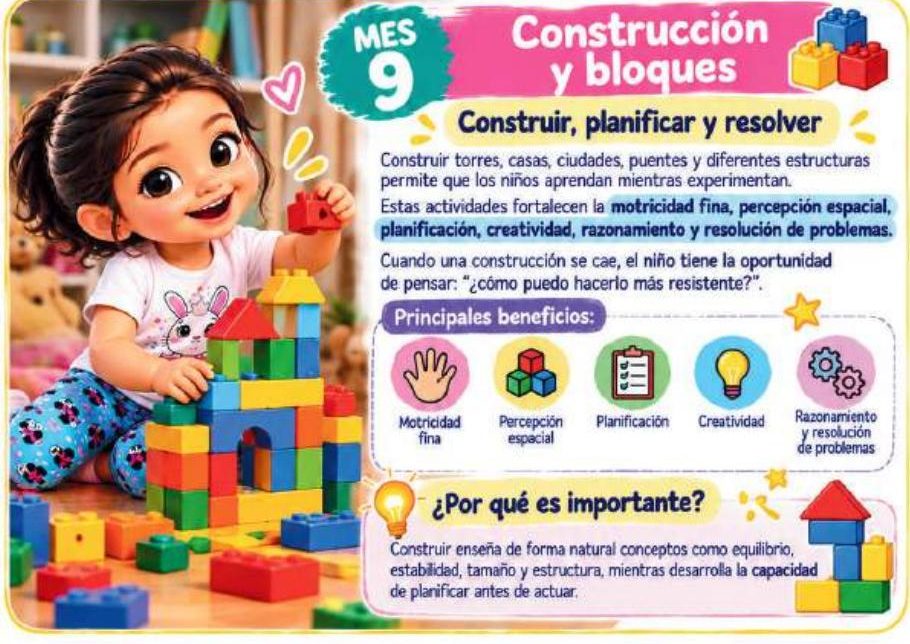 MES
9
Construcción
y bloques
Construir, planificar y resolver
Construir torres, casas, ciudades, puentes y diferentes estructuras
permite que los niños aprendan mientras experimentan.
Estas actividades fortalecen la motricidad fina, percepción espacial,
planificación, creatividad, razonamiento y resolución de problemas.
Cuando una construcción se cae, el niño tiene la oportunidad
de pensar: “¿cómo puedo hacerlo más resistente?”.
Principales beneficios:
Motricidad
fina
Percepción
espacial
Planificación
Creatividad
Razonamiento
y resolución
de problemas
¿Por qué es importante?
Construir enseña de forma natural conceptos como equilibrio,
estabilidad, tamaño y estructura, mientras desarrolla la capacidad
de planificar antes de actuar.